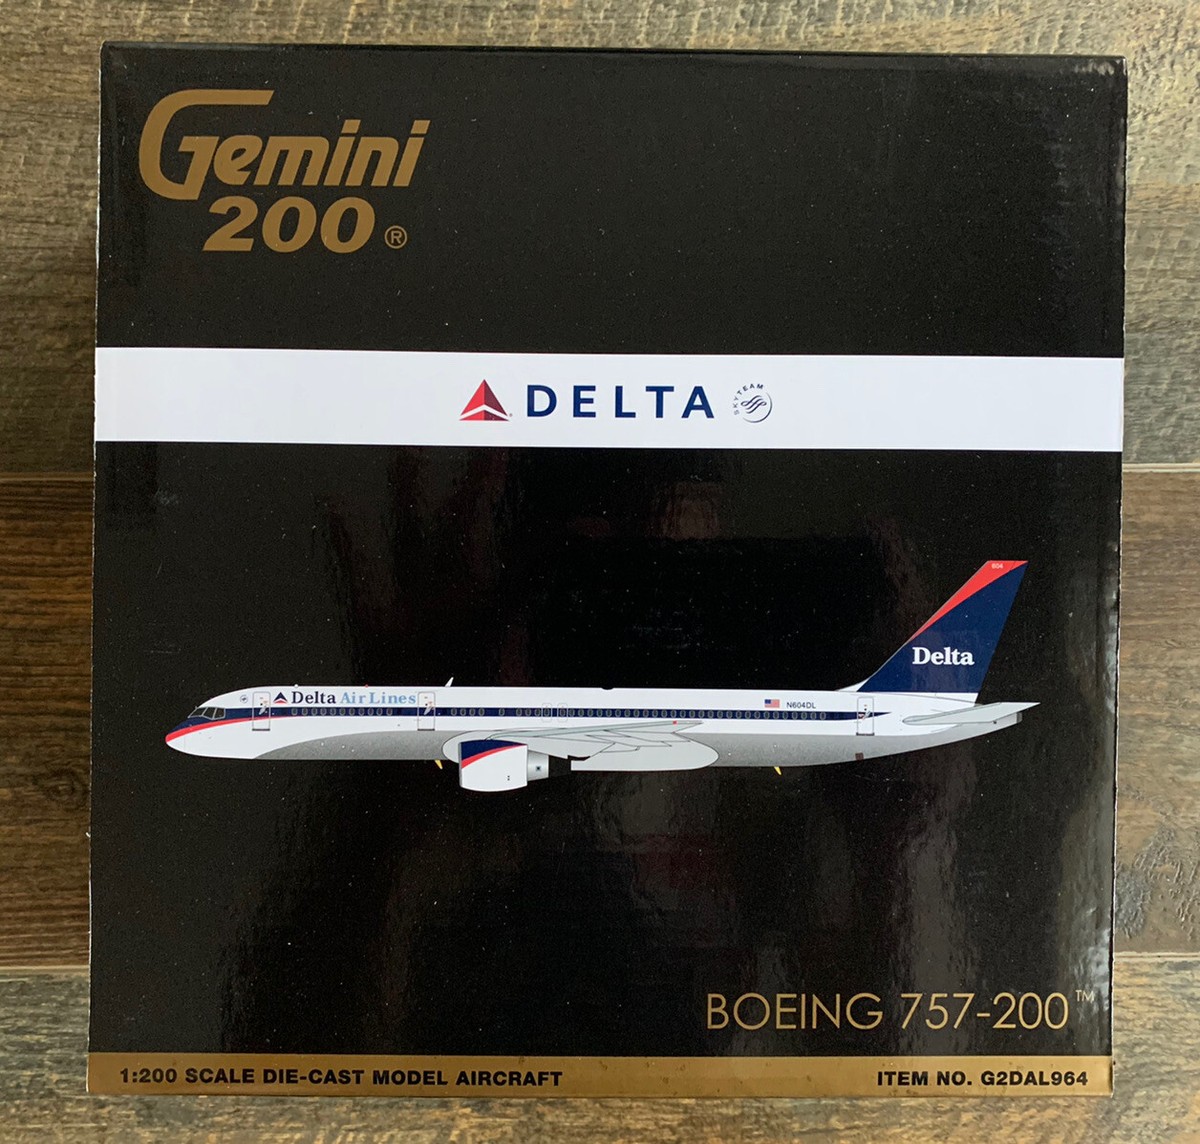 Gemini
200®
DELTA SKYTEAM
604
Delta
Delta Air Lines
N604DL
BOEING 757-200™
1:200 SCALE DIE-CAST MODEL AIRCRAFT
ITEM NO. G2DAL964